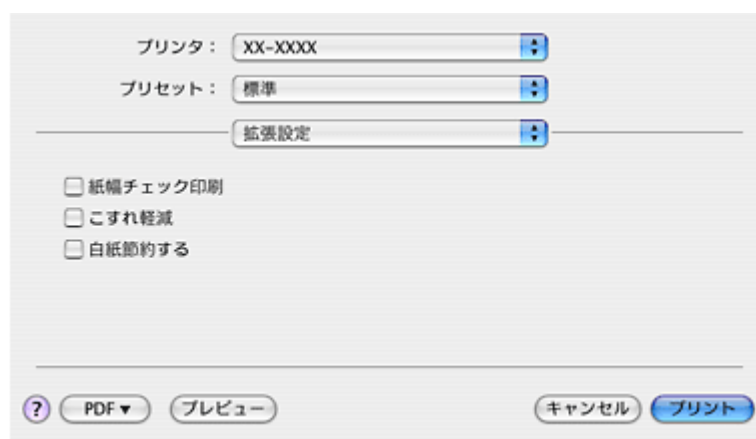 プリンタ： XX-XXXX
プリセット： 標準
拡張設定
紙幅チェック印刷
こすれ軽減
白紙節約する
? PDF▼ プレビュー キャンセル プリント